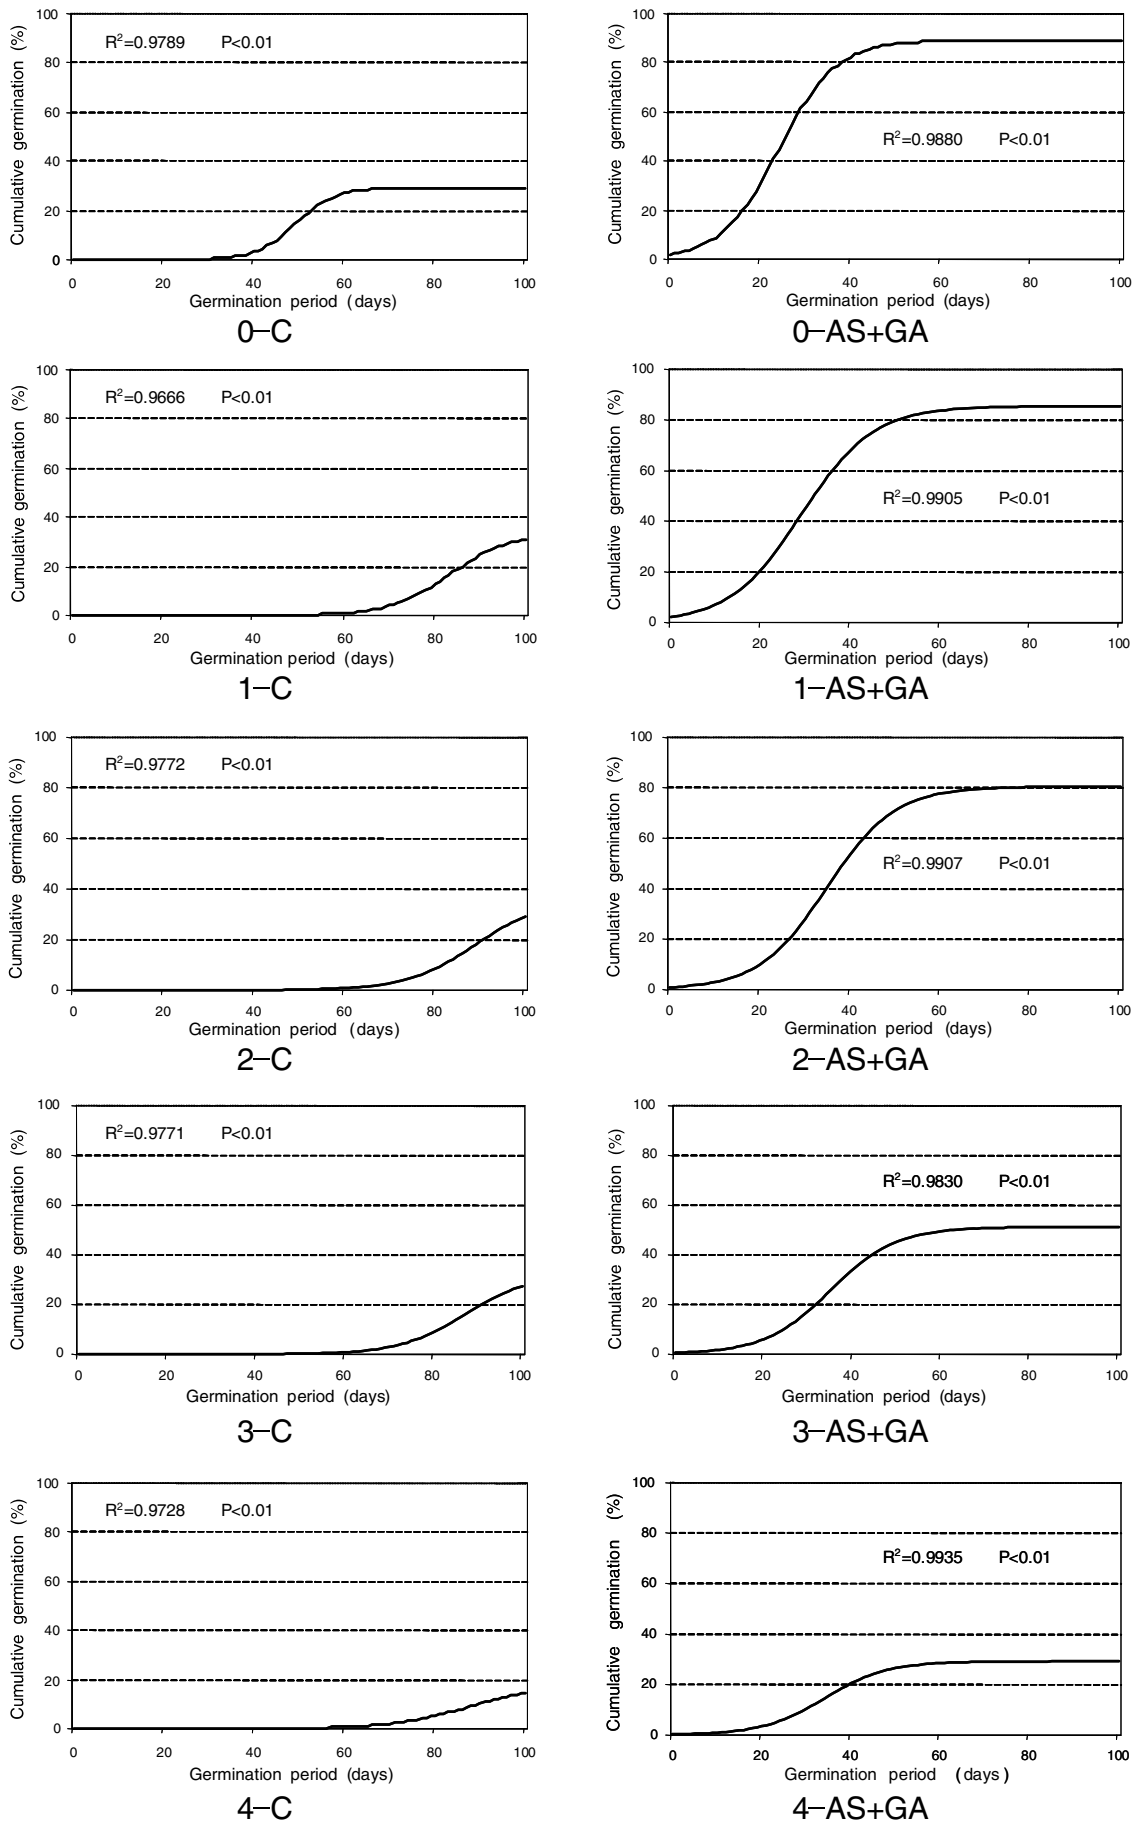 Cumulative germination (%)
100
80
60
40
20
0
R²=0.9789 P<0.01
0 20 40 60 80 100
Germination period (days)
0–C
Cumulative germination (%)
100
80
60
40
20
0
R²=0.9880 P<0.01
0 20 40 60 80 100
Germination period (days)
0–AS+GA
Cumulative germination (%)
100
80
60
40
20
0
R²=0.9666 P<0.01
0 20 40 60 80 100
Germination period (days)
1–C
Cumulative germination (%)
100
80
60
40
20
0
R²=0.9905 P<0.01
0 20 40 60 80 100
Germination period (days)
1–AS+GA
Cumulative germination (%)
100
80
60
40
20
0
R²=0.9772 P<0.01
0 20 40 60 80 100
Germination period (days)
2–C
Cumulative germination (%)
100
80
60
40
20
0
R²=0.9907 P<0.01
0 20 40 60 80 100
Germination period (days)
2–AS+GA
Cumulative germination (%)
100
80
60
40
20
0
R²=0.9771 P<0.01
0 20 40 60 80 100
Germination period (days)
3–C
Cumulative germination (%)
100
80
60
40
20
0
R²=0.9830 P<0.01
0 20 40 60 80 100
Germination period (days)
3–AS+GA
Cumulative germination (%)
100
80
60
40
20
0
R²=0.9728 P<0.01
0 20 40 60 80 100
Germination period (days)
4–C
Cumulative germination (%)
100
80
60
40
20
0
R²=0.9935 P<0.01
0 20 40 60 80 100
Germination period (days)
4–AS+GA